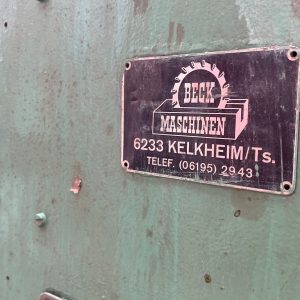 BECK
MASCHINEN
6233 KELKHEIM/Ts.
TELEF. (06195) 2943